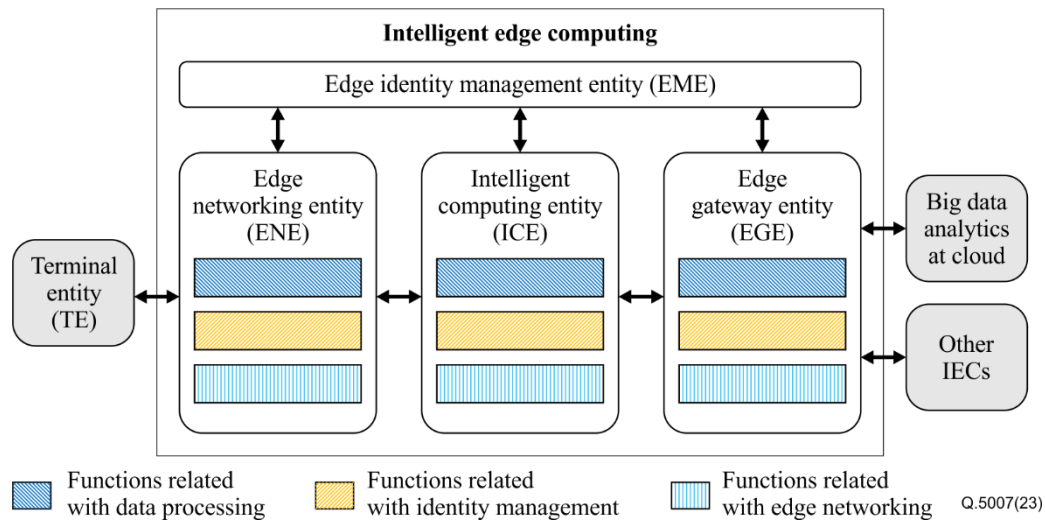 Intelligent edge computing
Edge identity management entity (EME)
Edge
networking entity
(ENE)
Intelligent
computing entity
(ICE)
Edge
gateway entity
(EGE)
Terminal
entity
(TE)
Big data
analytics
at cloud
Other
IECs
Functions related
with data processing
Functions related
with identity management
Functions related
with edge networking
Q.5007(23)